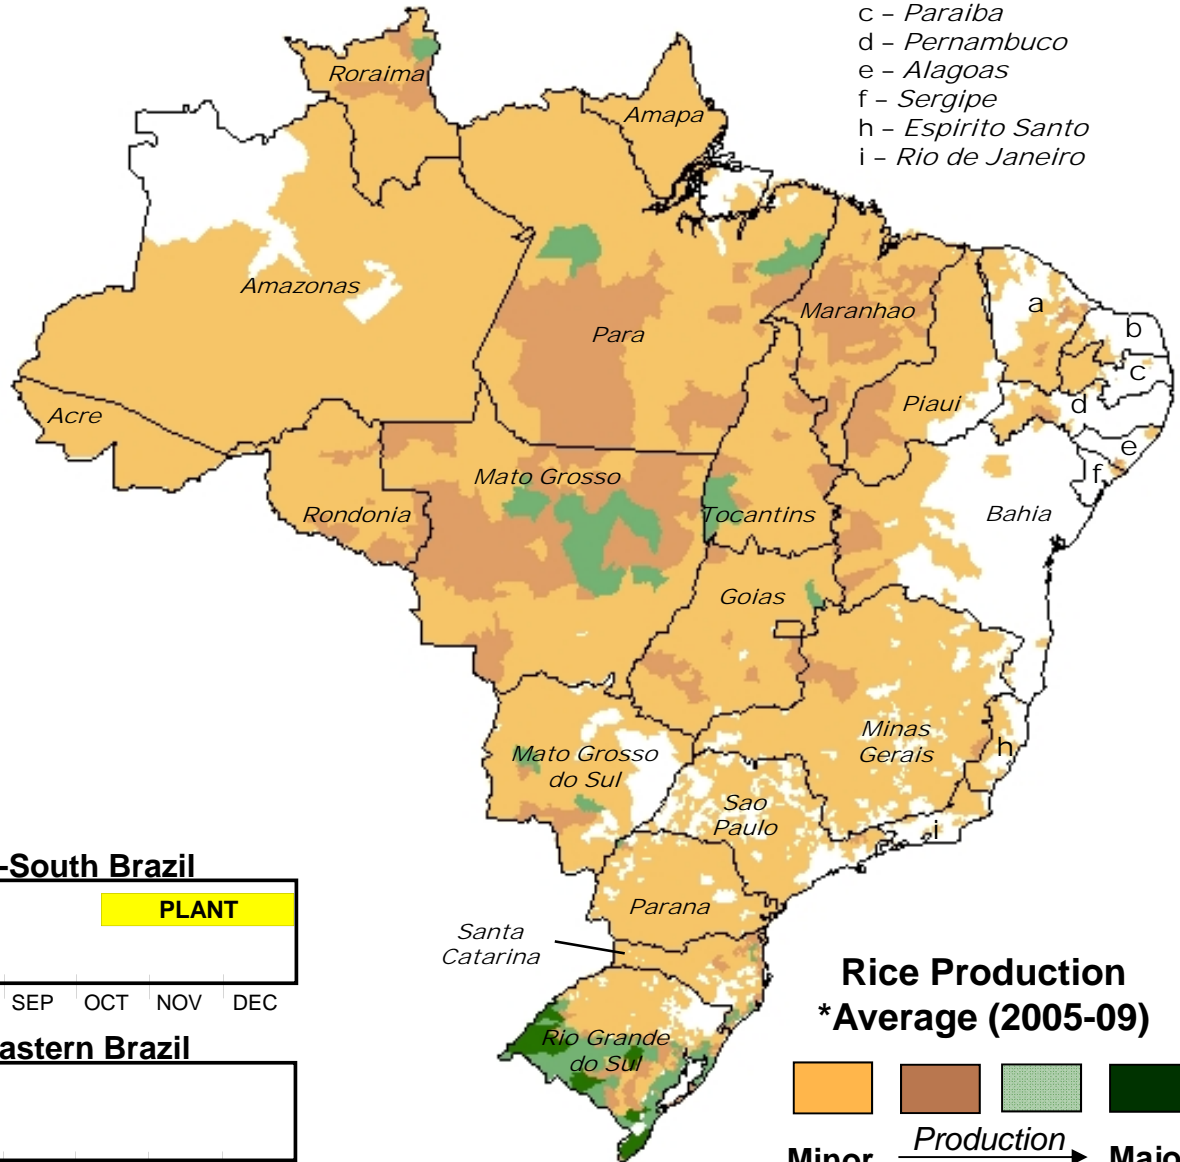 c – Paraiba
d – Pernambuco
e – Alagoas
f – Sergipe
h – Espirito Santo
i – Rio de Janeiro
Roraima
Amapa
Amazonas
Para
Maranhao
a
b
c
Piaui
d
Acre
e
f
Mato Grosso
Rondonia
Tocantins
Bahia
Goias
Minas
Gerais
h
Mato Grosso
do Sul
Sao
Paulo
i
-South Brazil
PLANT
SEP OCT NOV DEC
astern Brazil
Parana
Santa
Catarina
Rio Grande
do Sul
Rice Production
*Average (2005-09)
Production
Minor
Majo